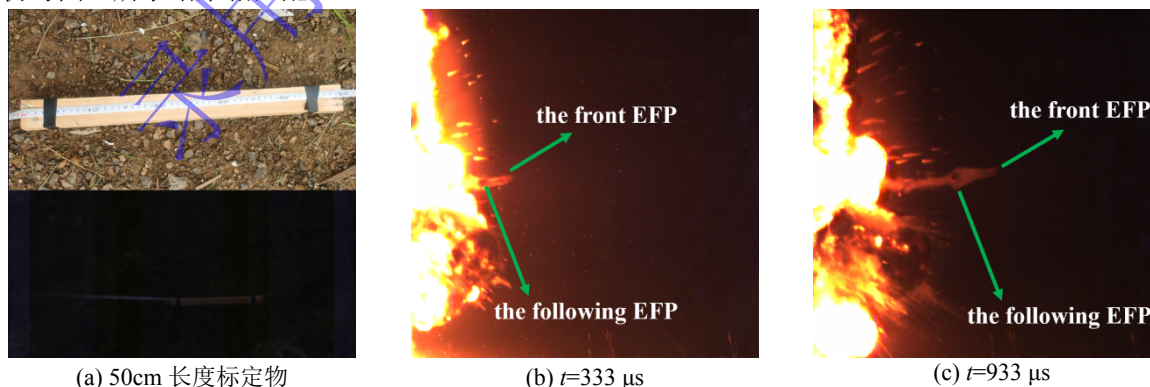 the front EFP
the following EFP
the front EFP
the following EFP
(a) 50cm 长度标定物
(b) t=333 μs
(c) t=933 μs